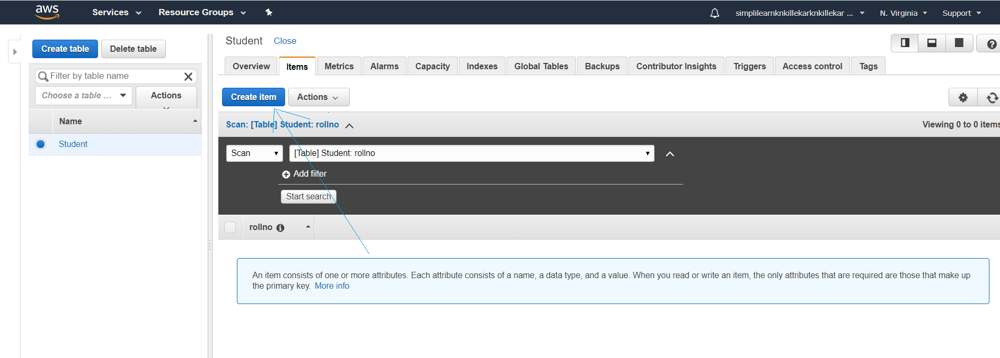 aws Services Resource Groups simplilearnknkillekarknkillekar ... N. Virginia Support
Create table Delete table
Filter by table name
Choose a table ... Actions
Name
Student
Student Close
Overview Items Metrics Alarms Capacity Indexes Global Tables Backups Contributor Insights Triggers Access control Tags
Create item Actions
Scan: [Table] Student: rollno Viewing 0 to 0 items
Scan [Table] Student: rollno
Add filter
Start search
rollno
An item consists of one or more attributes. Each attribute consists of a name, a data type, and a value. When you read or write an item, the only attributes that are required are those that make up
the primary key. More info